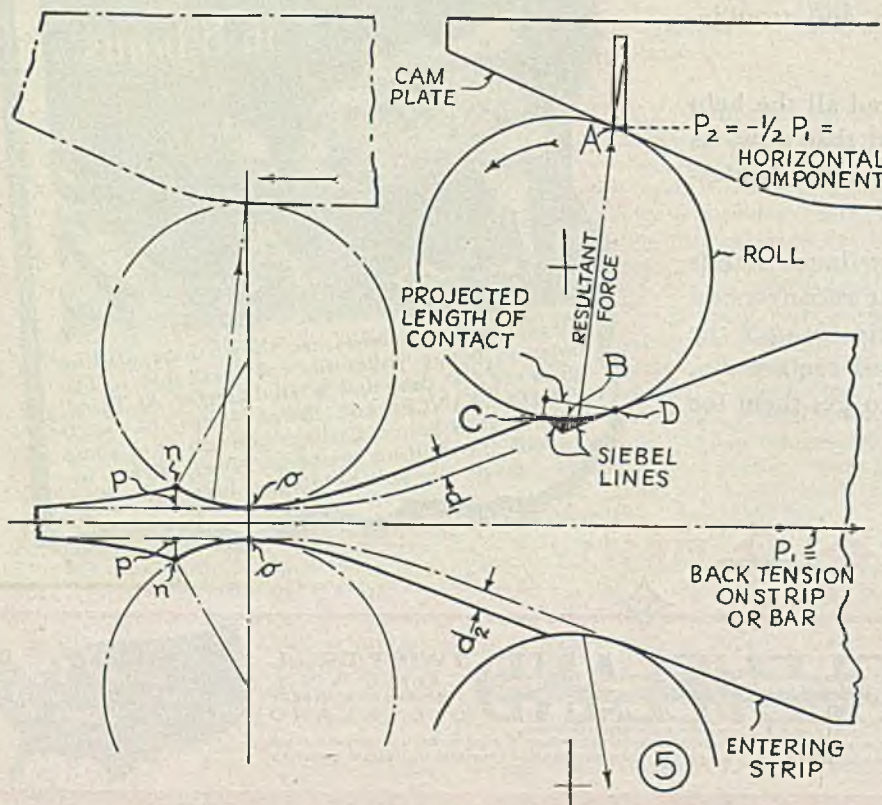 CAM
PLATE
A
P₂ = -½ P₁ =
HORIZONTAL
COMPONENT
ROLL
RESULTANT
FORCE
PROJECTED
LENGTH OF
CONTACT
B
C
D
SIEBEL
LINES
n
p
o
d₁
p
n
o
d₂
P₁ =
BACK TENSION
ON STRIP
OR BAR
ENTERING
STRIP
5